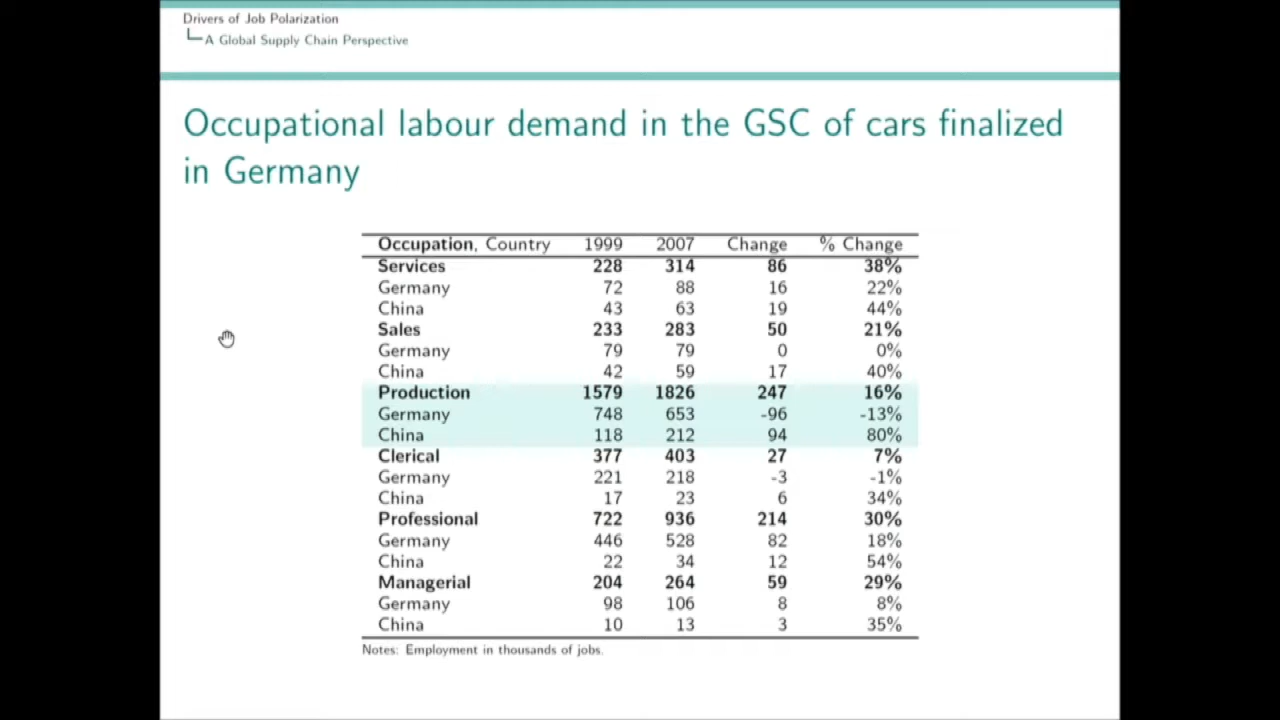 Drivers of Job Polarization
A Global Supply Chain Perspective
Occupational labour demand in the GSC of cars finalized
in Germany
Occupation, Country 1999 2007 Change % Change
Services 228 314 86 38%
Germany 72 88 16 22%
China 43 63 19 44%
Sales 233 283 50 21%
Germany 79 79 0 0%
China 42 59 17 40%
Production 1579 1826 247 16%
Germany 748 653 -96 -13%
China 118 212 94 80%
Clerical 377 403 27 7%
Germany 221 218 -3 -1%
China 17 23 6 34%
Professional 722 936 214 30%
Germany 446 528 82 18%
China 22 34 12 54%
Managerial 204 264 59 29%
Germany 98 106 8 8%
China 10 13 3 35%
Notes: Employment in thousands of jobs.